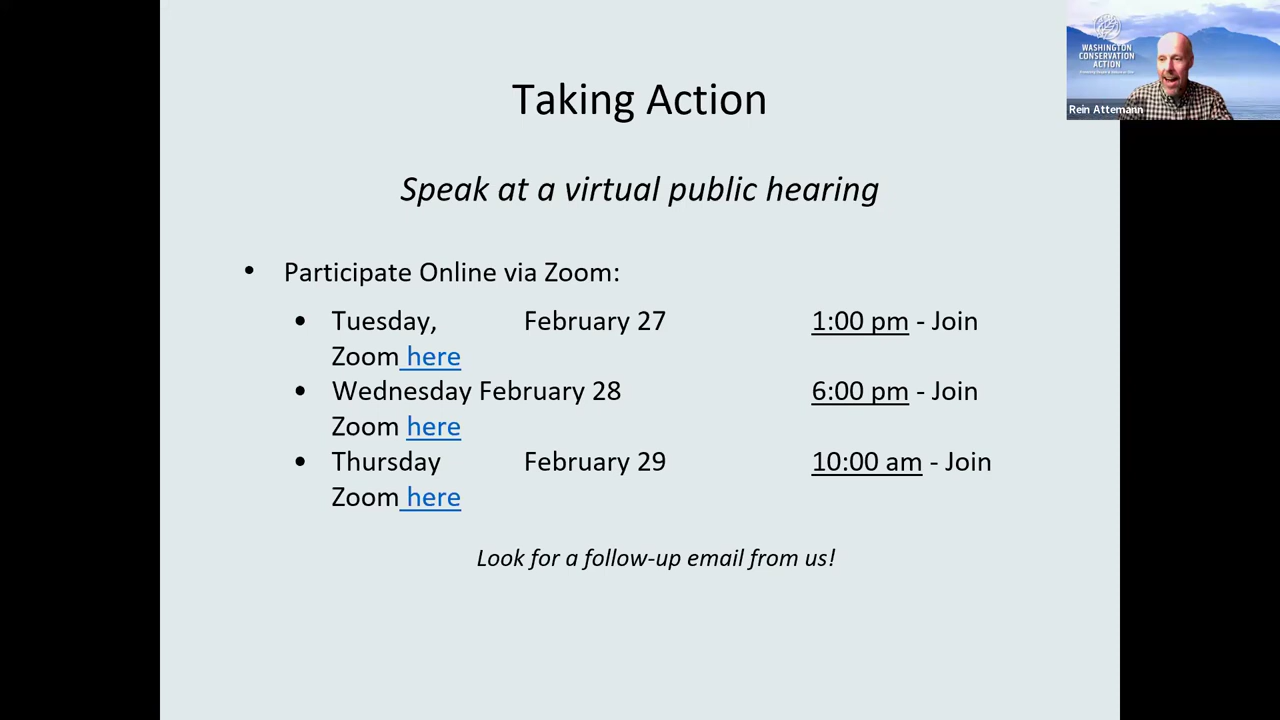 Taking Action
Speak at a virtual public hearing
• Participate Online via Zoom:
• Tuesday, February 27 1:00 pm - Join
Zoom here
• Wednesday February 28 6:00 pm - Join
Zoom here
• Thursday February 29 10:00 am - Join
Zoom here
Look for a follow-up email from us!
WASHINGTON
CONSERVATION
ACTION
Rein Attemann